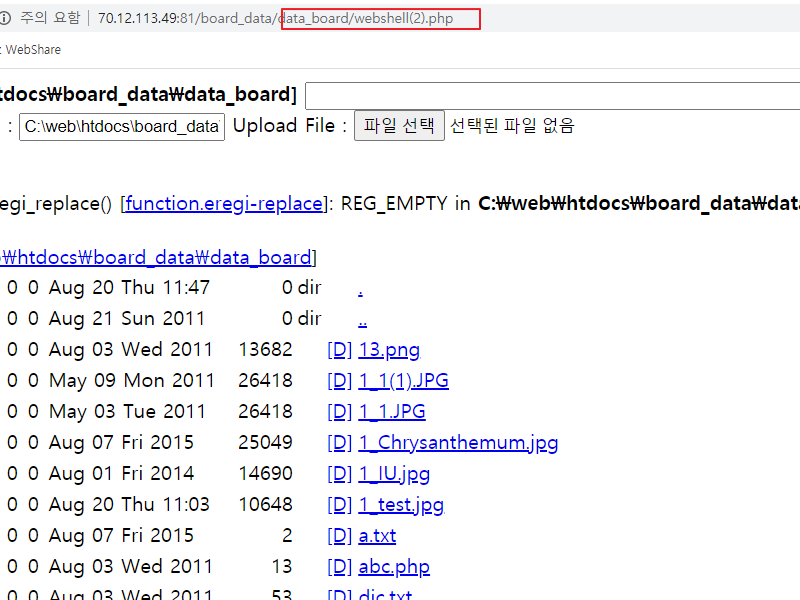 주의 요함 | 70.12.113.49:81/board_data/data_board/webshell(2).php
: WebShare
tdocs₩board_data₩data_board]
: C:\web\htdocs\board_data Upload File : 파일 선택 선택된 파일 없음
egi_replace() [function.eregi-replace]: REG_EMPTY in C:₩web₩htdocs₩board_data₩data
₩htdocs₩board_data₩data_board]
0 0 Aug 20 Thu 11:47 0 dir .
0 0 Aug 21 Sun 2011 0 dir ..
0 0 Aug 03 Wed 2011 13682 [D] 13.png
0 0 May 09 Mon 2011 26418 [D] 1_1(1).JPG
0 0 May 03 Tue 2011 26418 [D] 1_1.JPG
0 0 Aug 07 Fri 2015 25049 [D] 1_Chrysanthemum.jpg
0 0 Aug 01 Fri 2014 14690 [D] 1_IU.jpg
0 0 Aug 20 Thu 11:03 10648 [D] 1_test.jpg
0 0 Aug 07 Fri 2015 2 [D] a.txt
0 0 Aug 03 Wed 2011 13 [D] abc.php
0 0 Aug 03 Wed 2011 53 [D] dic.txt